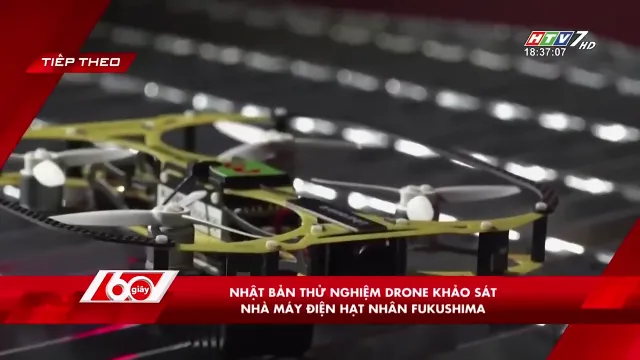 TIẾP THEO
HTV7 HD
18:37:07
60 giây
NHẬT BẢN THỬ NGHIỆM DRONE KHẢO SÁT
NHÀ MÁY ĐIỆN HẠT NHÂN FUKUSHIMA